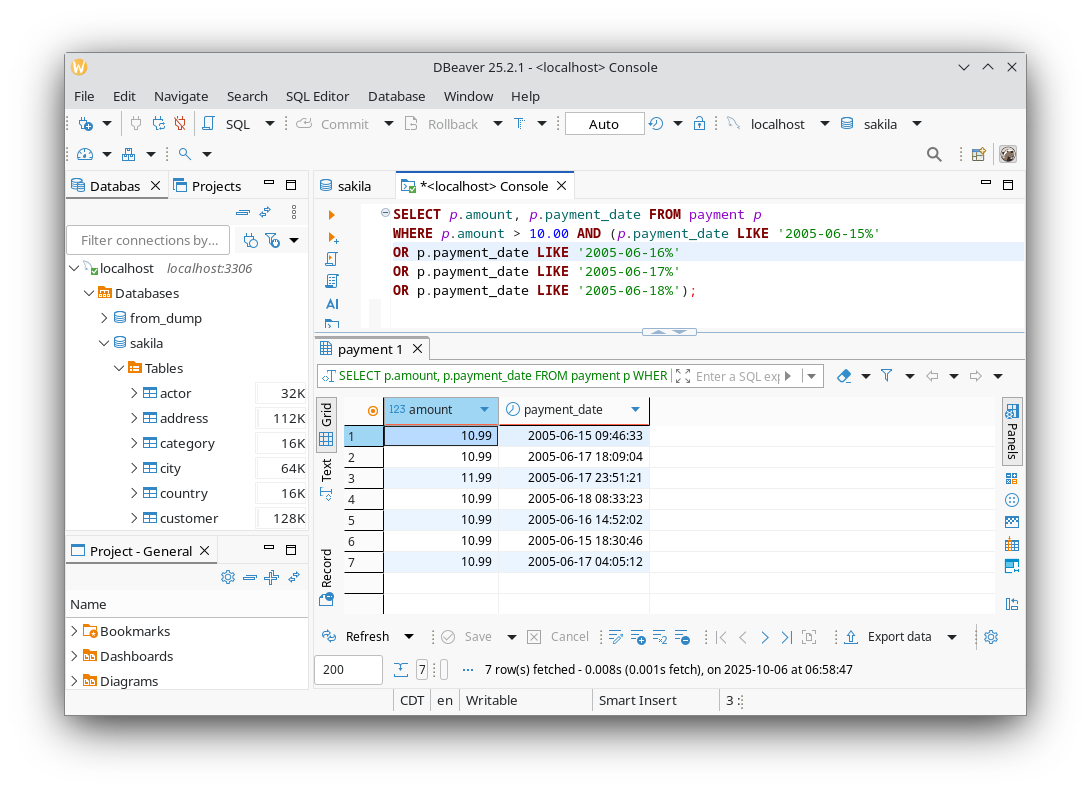 DBeaver 25.2.1 - <localhost> Console
File Edit Navigate Search SQL Editor Database Window Help
SQL Commit Rollback T Auto localhost sakila
Databas Projects
Filter connections by...
localhost localhost:3306
Databases
from_dump
sakila
Tables
actor 32K
address 112K
category 16K
city 64K
country 16K
customer 128K
Project - General
Name
Bookmarks
Dashboards
Diagrams
sakila *<localhost> Console
SELECT p.amount, p.payment_date FROM payment p
WHERE p.amount > 10.00 AND (p.payment_date LIKE '2005-06-15%'
OR p.payment_date LIKE '2005-06-16%'
OR p.payment_date LIKE '2005-06-17%'
OR p.payment_date LIKE '2005-06-18%');
AI
payment 1
SELECT p.amount, p.payment_date FROM payment p WHER Enter a SQL exp
Grid
Text
Record
123 amount payment_date
1 10.99 2005-06-15 09:46:33
2 10.99 2005-06-17 18:09:04
3 11.99 2005-06-17 23:51:21
4 10.99 2005-06-18 08:33:23
5 10.99 2005-06-16 14:52:02
6 10.99 2005-06-15 18:30:46
7 10.99 2005-06-17 04:05:12
Panels
Refresh Save Cancel Export data
200 7 ... 7 row(s) fetched - 0.008s (0.001s fetch), on 2025-10-06 at 06:58:47
CDT en Writable Smart Insert 3 :